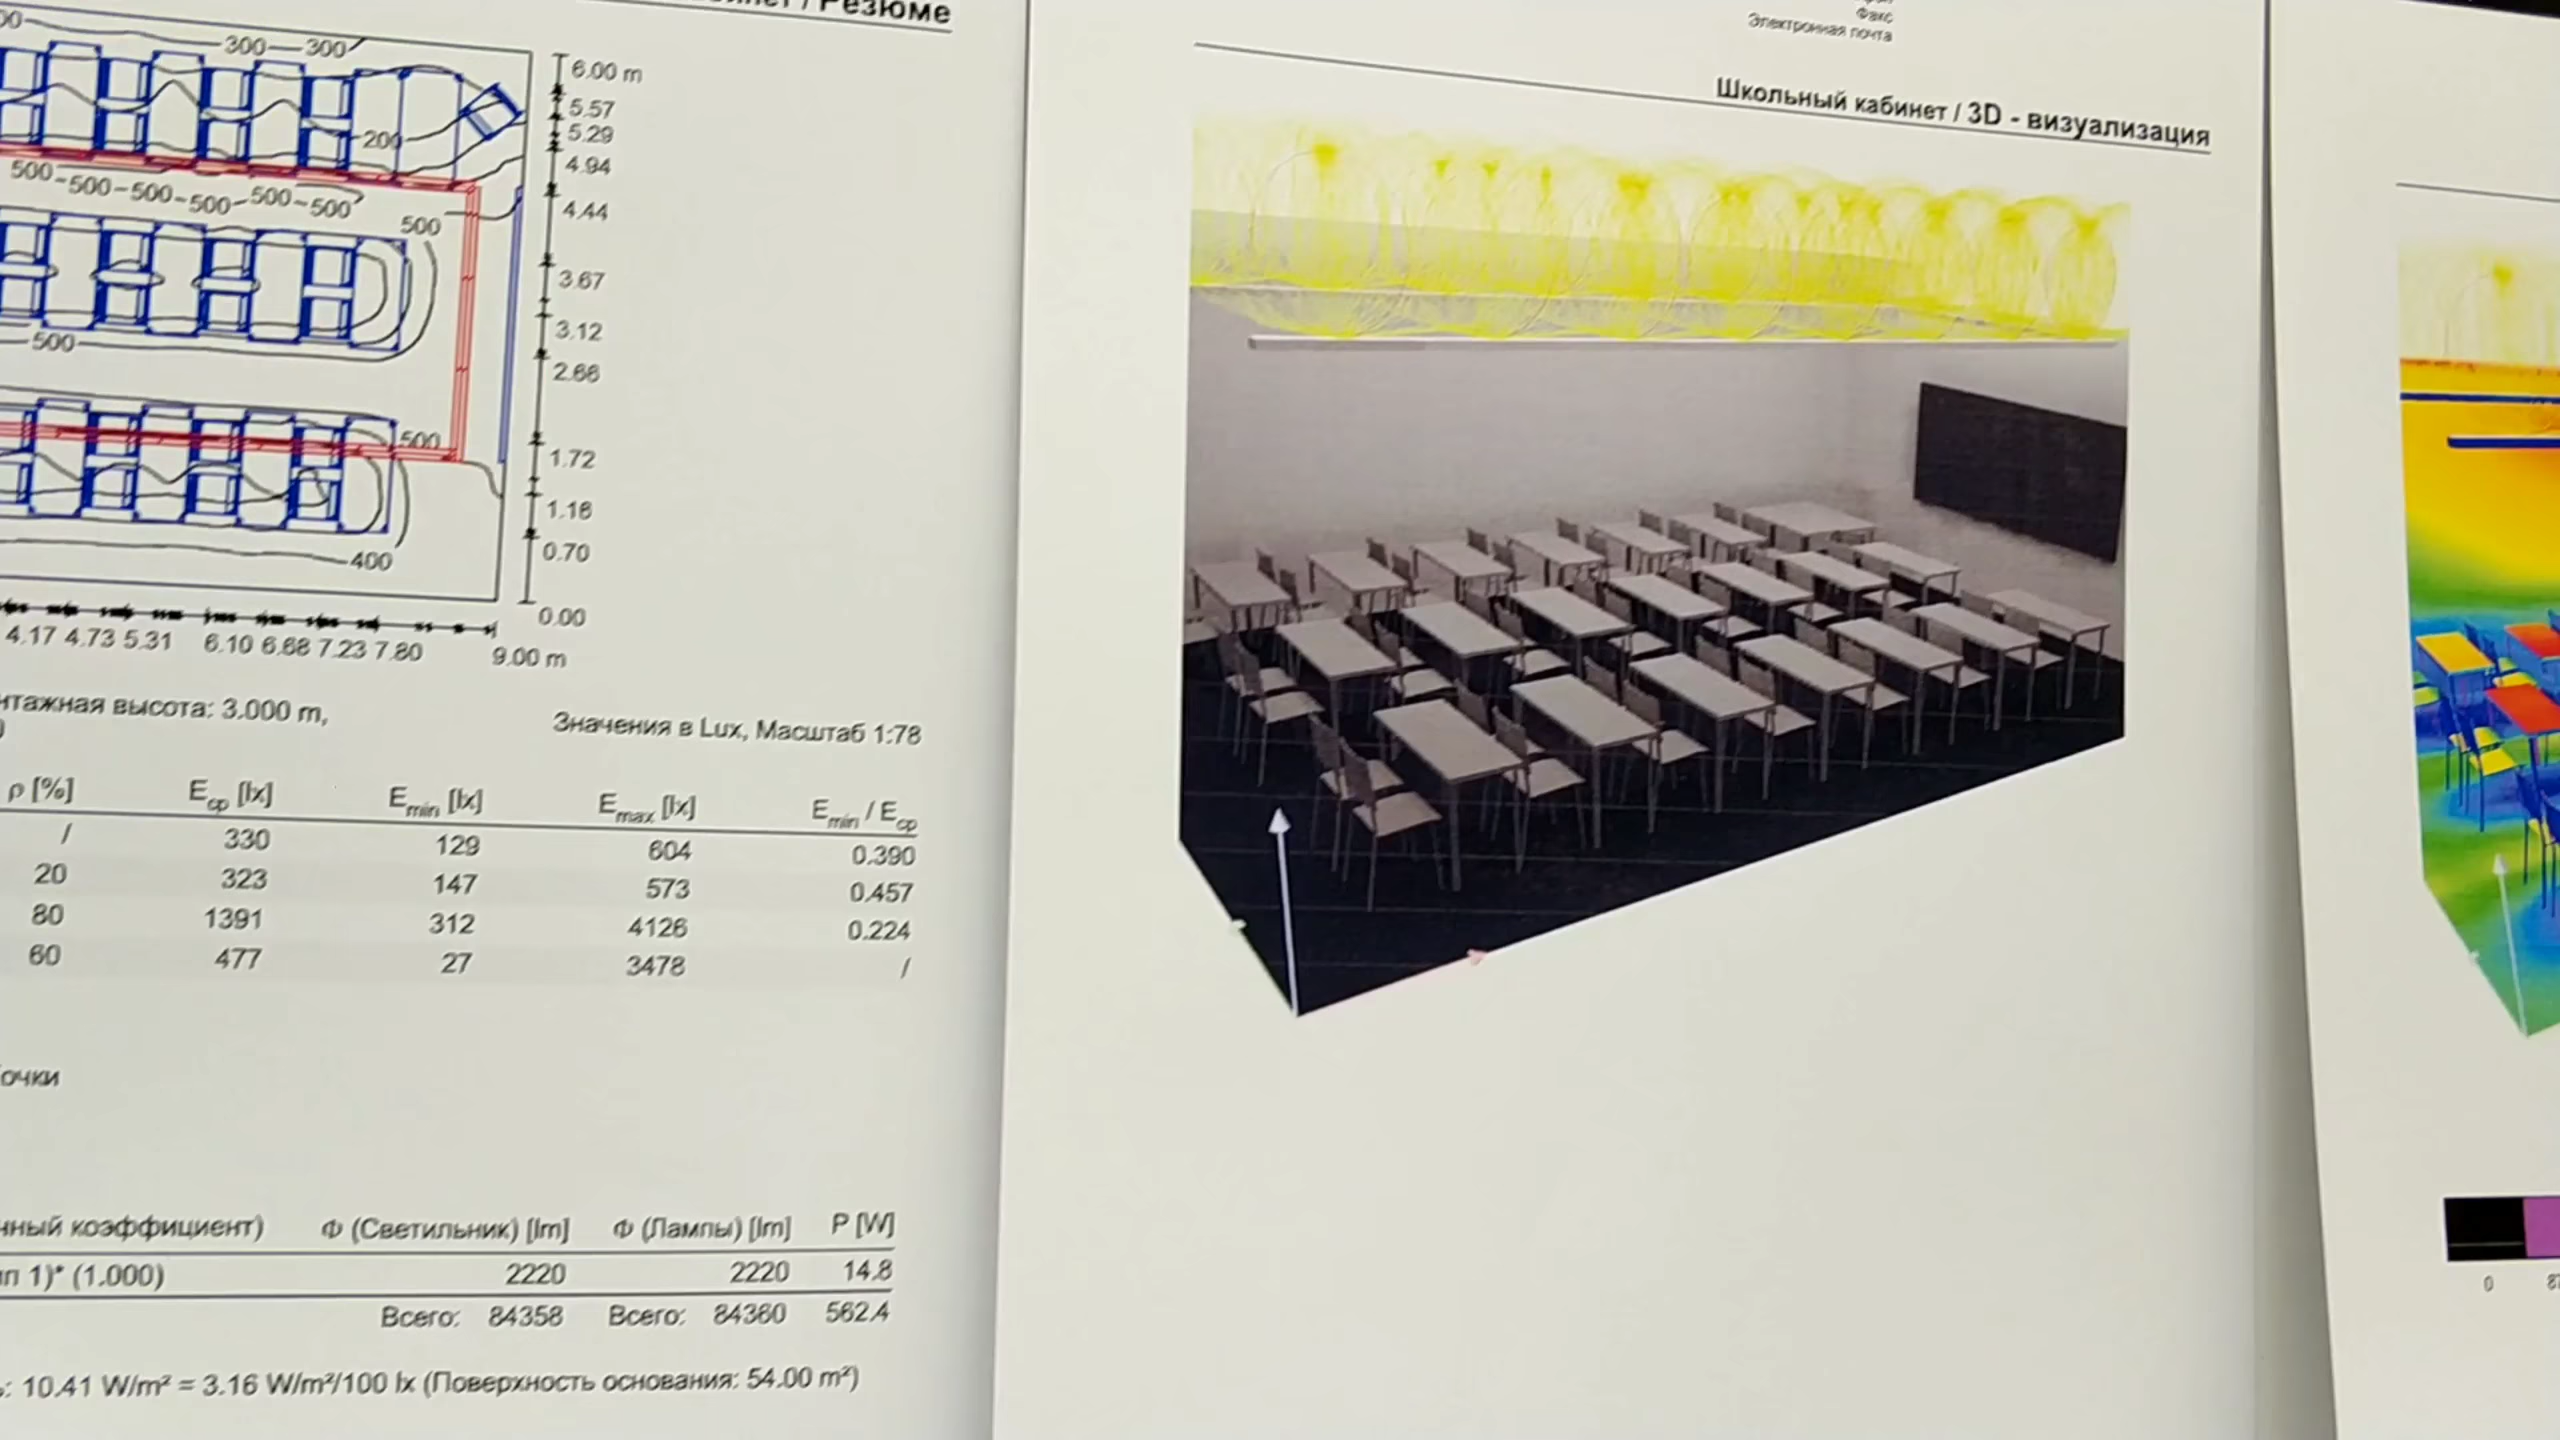 / Резюме
300 300
200
500 500 500 500 500 500
500
500
500
400
6.00 m
5.57
5.29
4.94
4.44
3.67
3.12
2.66
1.72
1.18
0.70
0.00
4.17 4.73 5.31 6.10 6.68 7.23 7.80 9.00 m
высота: 3.000 m,
Значения в Lux, Масштаб 1:78
ρ [%] Eср [lx] Emin [lx] Emax [lx] Emin / Eср
/ 330 129 604 0.390
20 323 147 573 0.457
80 1391 312 4126 0.224
60 477 27 3478 /
коэффициент) Ф (Светильник) [lm] Ф (Лампы) [lm] P [W]
1)* (1.000) 2220 2220 14.8
Всего: 84358 Всего: 84360 562.4
: 10.41 W/m² = 3.16 W/m²/100 lx (Поверхность основания: 54.00 m²)
Факс
Электронная почта
Школьный кабинет / 3D - визуализация
0